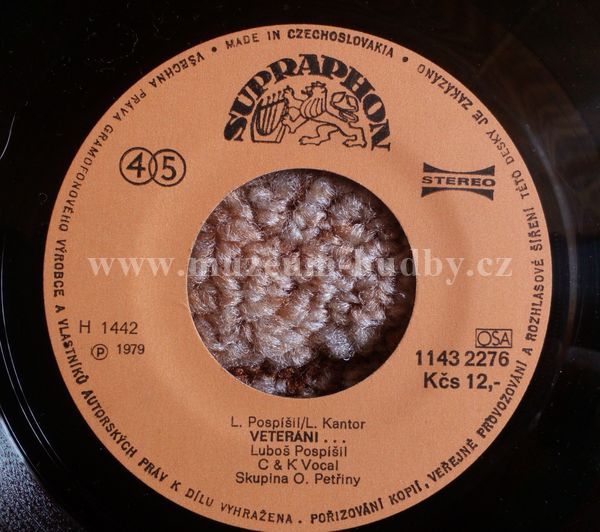 VŠECHNA PRÁVA GRAMOFONOVÉHO VÝROBCE A VLASTNÍKŮ AUTORSKÝCH PRÁV K DÍLU VYHRAŽENA. · POŘIZOVÁNÍ KOPIÍ, VEŘEJNÉ PROVOZOVÁNÍ A ROZHLASOVÉ ŠÍŘENÍ TÉTO DESKY JE ZAKÁZÁNO · MADE IN CZECHOSLOVAKIA ·
SUPRAPHON
45
STEREO
www.muzeum-hudby.cz
H 1442
Ⓟ 1979
OSA
1143 2276
Kčs 12,-
L. Pospíšil/L. Kantor
VETERÁNI . . .
Luboš Pospíšil
C & K Vocal
Skupina O. Petřiny